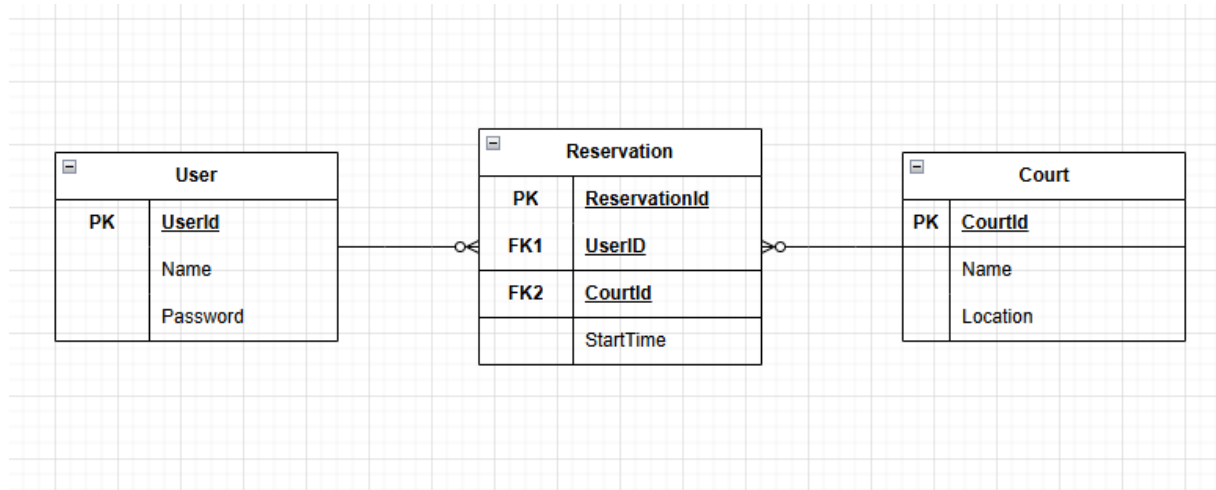 User
PK UserId
Name
Password
Reservation
PK ReservationId
FK1 UserID
FK2 CourtId
StartTime
Court
PK CourtId
Name
Location